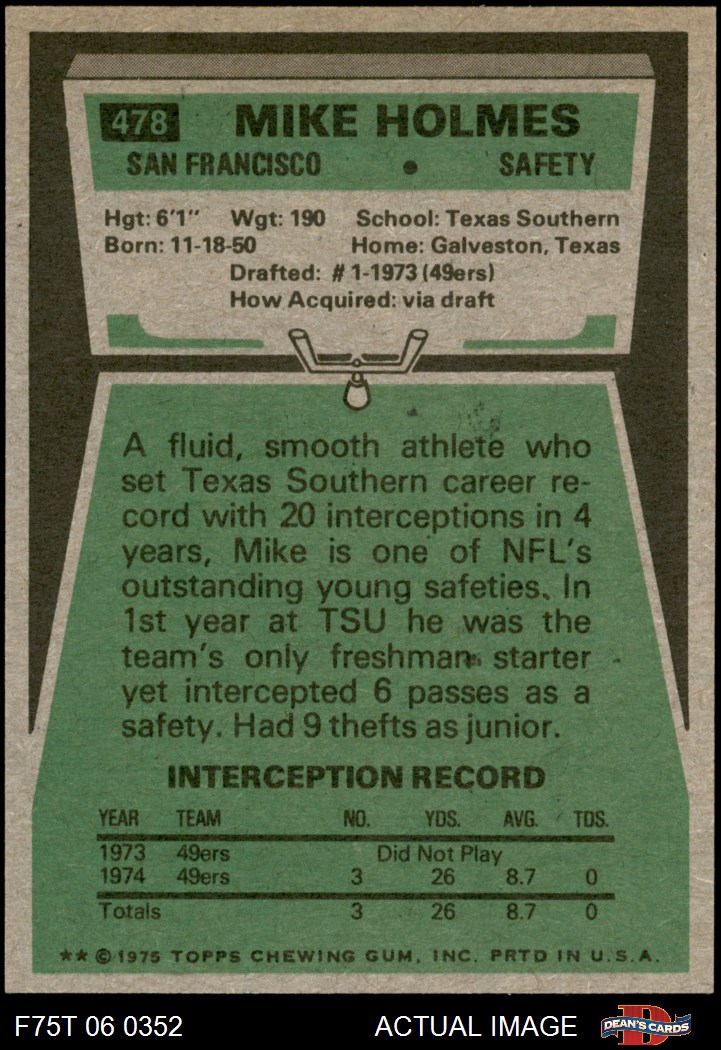 478 MIKE HOLMES
SAN FRANCISCO • SAFETY
Hgt: 6'1" Wgt: 190 School: Texas Southern
Born: 11-18-50 Home: Galveston, Texas
Drafted: #1-1973 (49ers)
How Acquired: via draft
A fluid, smooth athlete who
set Texas Southern career re-
cord with 20 interceptions in 4
years, Mike is one of NFL's
outstanding young safeties. In
1st year at TSU he was the
team's only freshman starter
yet intercepted 6 passes as a
safety. Had 9 thefts as junior.
INTERCEPTION RECORD
YEAR TEAM NO. YDS. AVG. TDS.
1973 49ers Did Not Play
1974 49ers 3 26 8.7 0
Totals 3 26 8.7 0
** © 1975 TOPPS CHEWING GUM, INC. PRTD IN U.S.A.
F75T 06 0352 ACTUAL IMAGE D DEAN'S CARDS